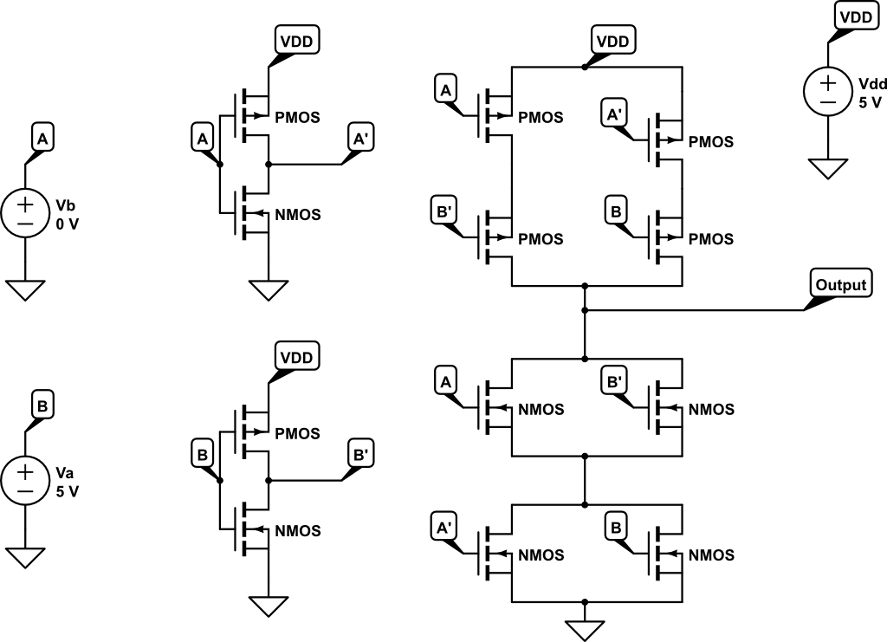 VDD
VDD
VDD
A
PMOS
A
PMOS
A'
Vdd
5 V
A
A
A'
PMOS
Vb
0 V
NMOS
B'
PMOS
B
PMOS
Output
VDD
A
NMOS
B'
NMOS
B
PMOS
B
B'
Va
5 V
NMOS
A'
NMOS
B
NMOS